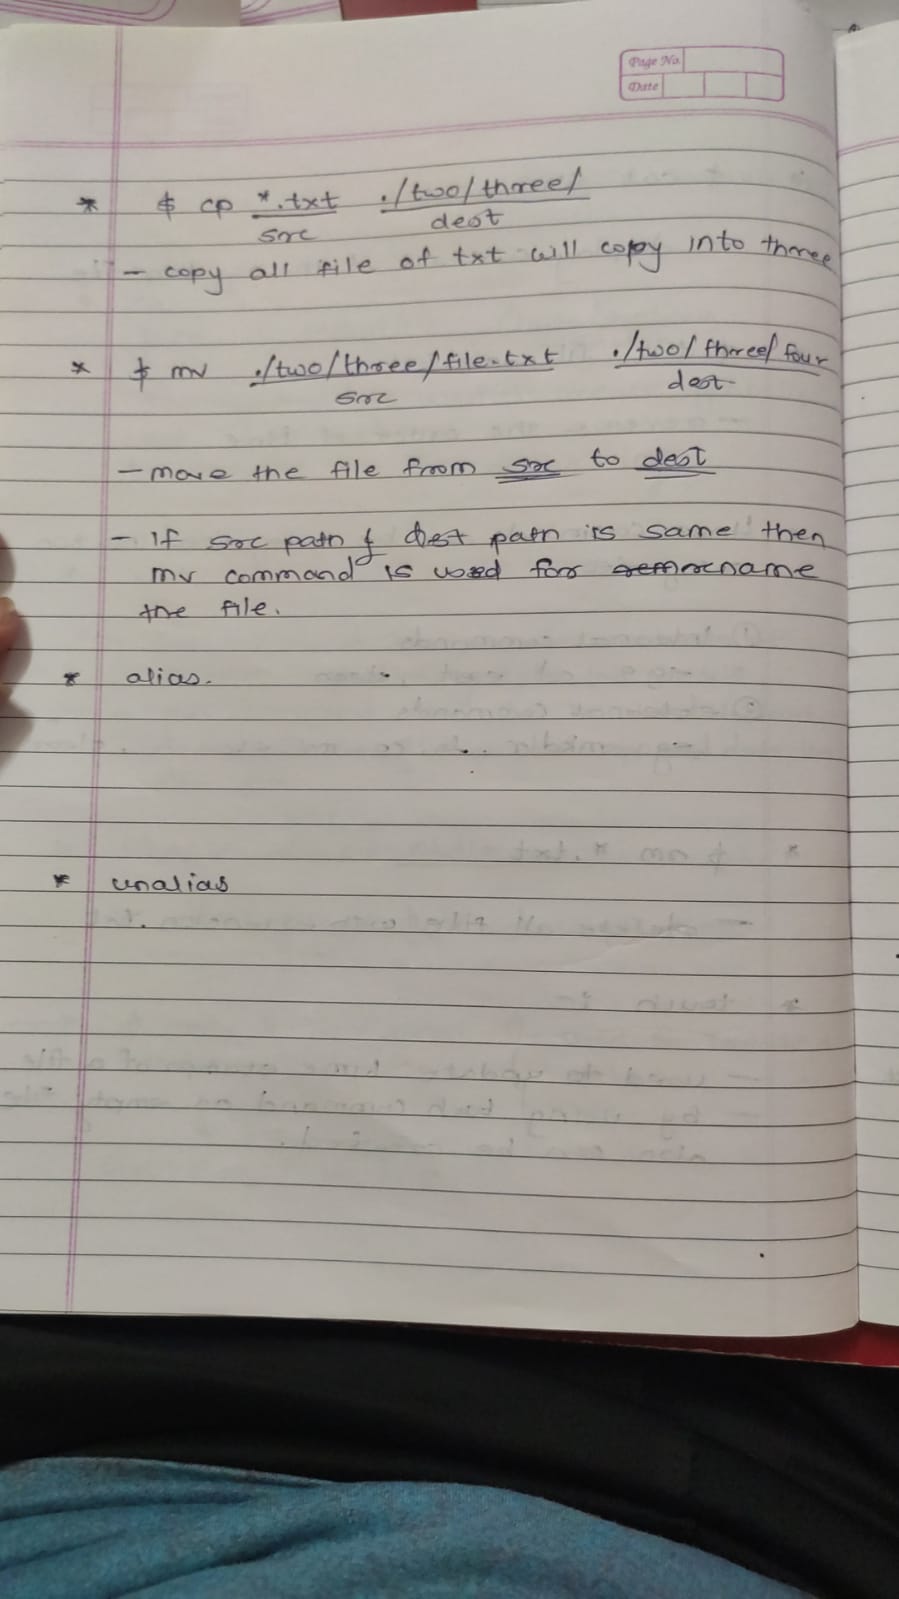 Page No.
Date
* $ cp *.txt ./two/three/
src dest
- copy all file of txt will copy into three
* $ mv ./two/three/file.txt ./two/three/four
src dest
- move the file from src to dest
- If src path & dest path is same then
mv command is used for rename
the file.
* alias.
* unalias